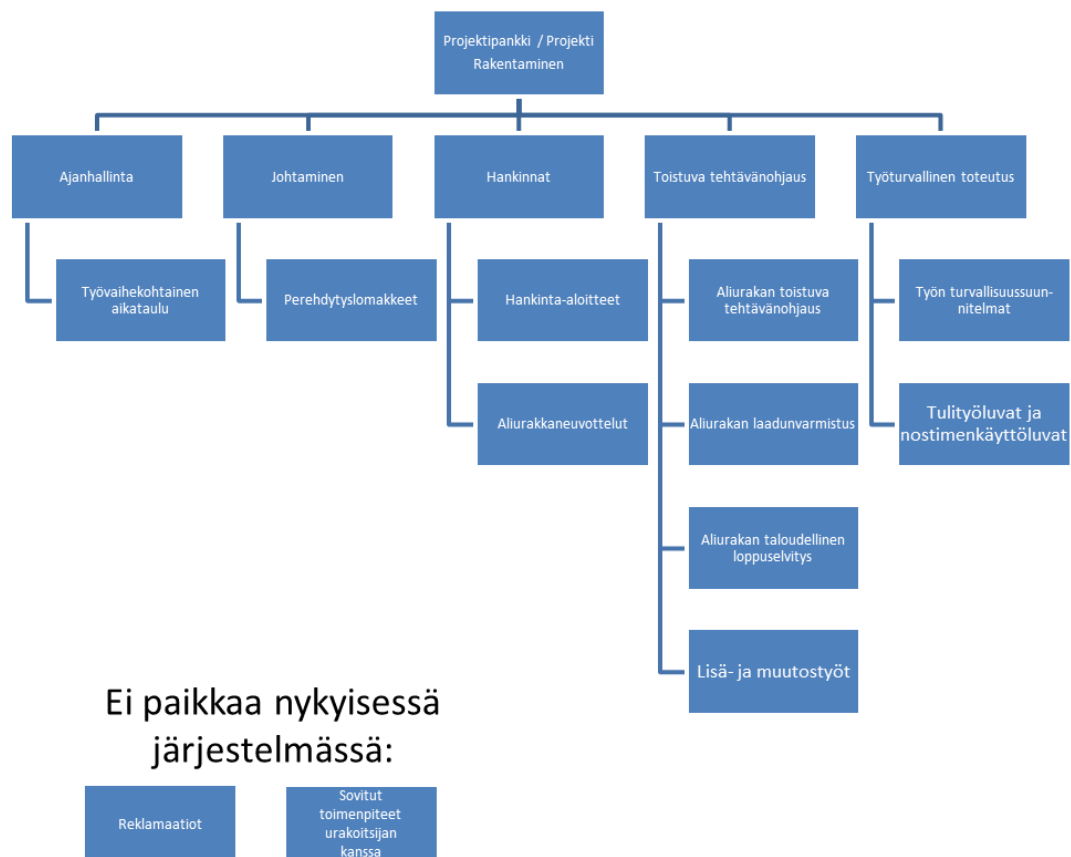 Projektipankki / Projekti
Rakentaminen
Ajanhallinta
Johtaminen
Hankinnat
Toistuva tehtävänohjaus
Työturvallinen toteutus
Työvaihekohtainen
aikataulu
Perehdytyslomakkeet
Hankinta-aloitteet
Aliurakan toistuva
tehtävänohjaus
Työn turvallisuussuun-
nitelmat
Aliurakkaneuvottelut
Aliurakan laadunvarmistus
Tulityöluvat ja
nostimenkäyttöluvat
Aliurakan taloudellinen
loppuselvitys
Lisä- ja muutostyöt
Ei paikkaa nykyisessä
järjestelmässä:
Reklamaatiot
Sovitut
toimenpiteet
urakoitsijan
kanssa